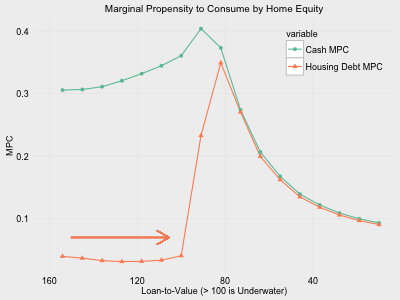 Marginal Propensity to Consume by Home Equity
variable
Cash MPC
Housing Debt MPC
MPC
0.4
0.3
0.2
0.1
160
120
80
40
Loan-to-Value (> 100 is Underwater)